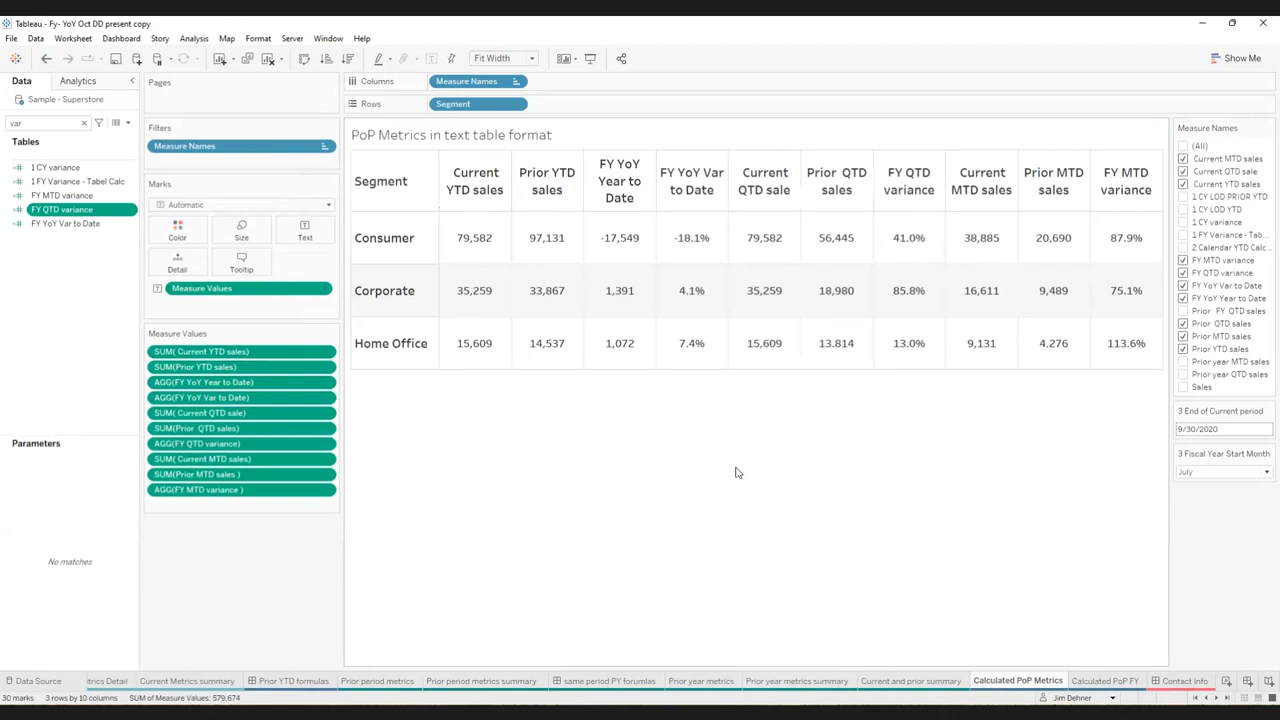 Tableau - Fy- YoY Oct DD present copy
File Data Worksheet Dashboard Story Analysis Map Format Server Window Help
Fit Width
Show Me
Data Analytics
Sample - Superstore
var
Tables
1 CY variance
1 FY Variance - Tabel Calc
FY MTD variance
FY QTD variance
FY YoY Var to Date
Parameters
No matches
Pages
Filters
Measure Names
Marks
Automatic
Color Size Text
Detail Tooltip
Measure Values
Measure Values
SUM( Current YTD sales)
SUM(Prior YTD sales)
AGG(FY YoY Year to Date)
AGG(FY YoY Var to Date)
SUM( Current QTD sale)
SUM(Prior QTD sales)
AGG(FY QTD variance)
SUM( Current MTD sales)
SUM(Prior MTD sales )
AGG(FY MTD variance )
Columns Measure Names
Rows Segment
PoP Metrics in text table format
Segment Current YTD sales Prior YTD sales FY YoY Year to Date FY YoY Var to Date Current QTD sale Prior QTD sales FY QTD variance Current MTD sales Prior MTD sales FY MTD variance
Consumer 79,582 97,131 -17,549 -18.1% 79,582 56,445 41.0% 38,885 20,690 87.9%
Corporate 35,259 33,867 1,391 4.1% 35,259 18,980 85.8% 16,611 9,489 75.1%
Home Office 15,609 14,537 1,072 7.4% 15,609 13.814 13.0% 9,131 4.276 113.6%
Measure Names
(All)
Current MTD sales
Current QTD sale
Current YTD sales
1 CY LOD PRIOR YTD
1 CY LOD YTD
1 CY variance
1 FY Variance - Tab...
2 Calendar YTD Calc...
FY MTD variance
FY QTD variance
FY YoY Var to Date
FY YoY Year to Date
Prior FY QTD sales
Prior QTD sales
Prior MTD sales
Prior YTD sales
Prior year MTD sales
Prior year QTD sales
Sales
3 End of Current period
9/30/2020
3 Fiscal Year Start Month
July
Data Source trics Detail Current Metrics summary Prior YTD formulas Prior period metrics Prior period metrics summary same period PY forumlas Prior year metrics Prior year metrics summary Current and prior summary Calculated PoP Metrics Calculated PoP FY Contact Info
30 marks 3 rows by 10 columns SUM of Measure Values: 579,674 Jim Dehner